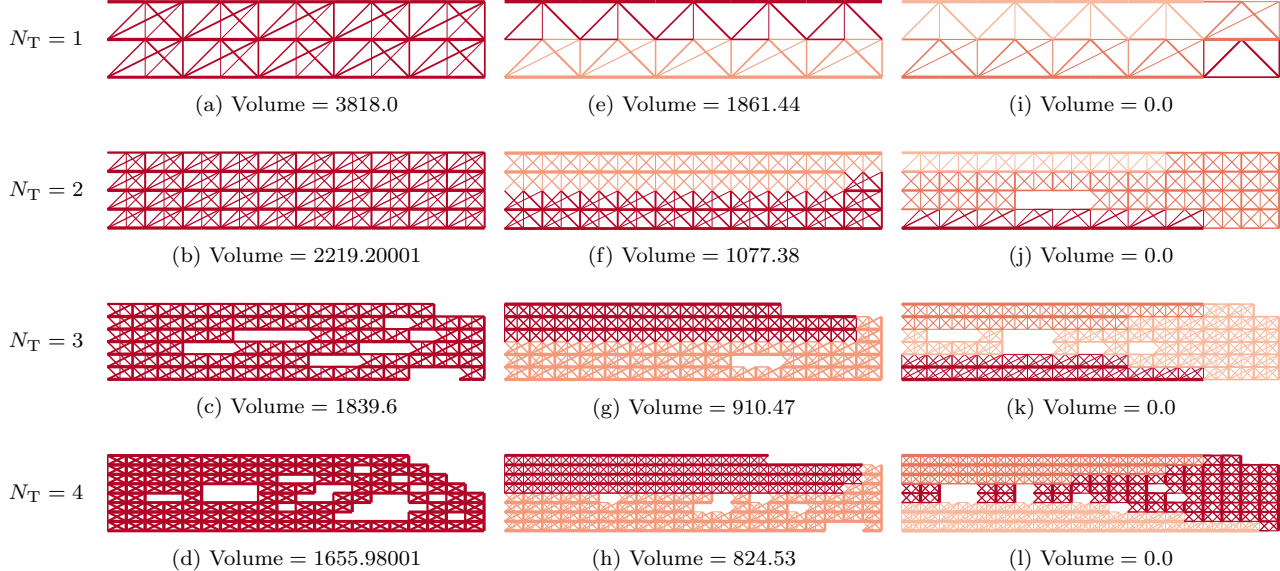 N_T = 1
(a) Volume = 3818.0
(e) Volume = 1861.44
(i) Volume = 0.0
N_T = 2
(b) Volume = 2219.20001
(f) Volume = 1077.38
(j) Volume = 0.0
N_T = 3
(c) Volume = 1839.6
(g) Volume = 910.47
(k) Volume = 0.0
N_T = 4
(d) Volume = 1655.98001
(h) Volume = 824.53
(l) Volume = 0.0